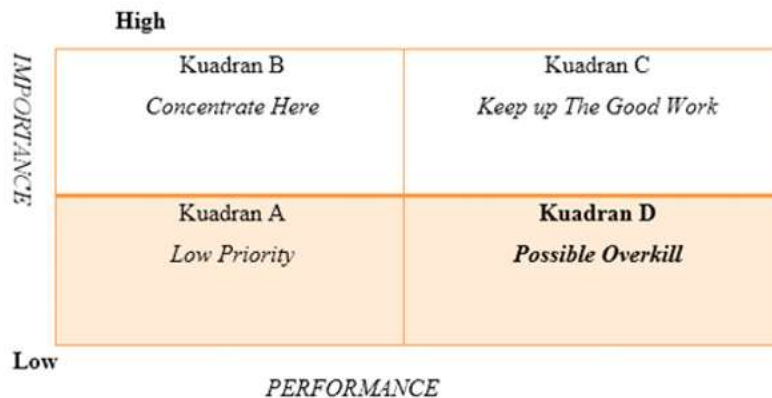 High
IMPORTANCE
Kuadran B
Concentrate Here
Kuadran C
Keep up The Good Work
Kuadran A
Low Priority
Kuadran D
Possible Overkill
Low
PERFORMANCE